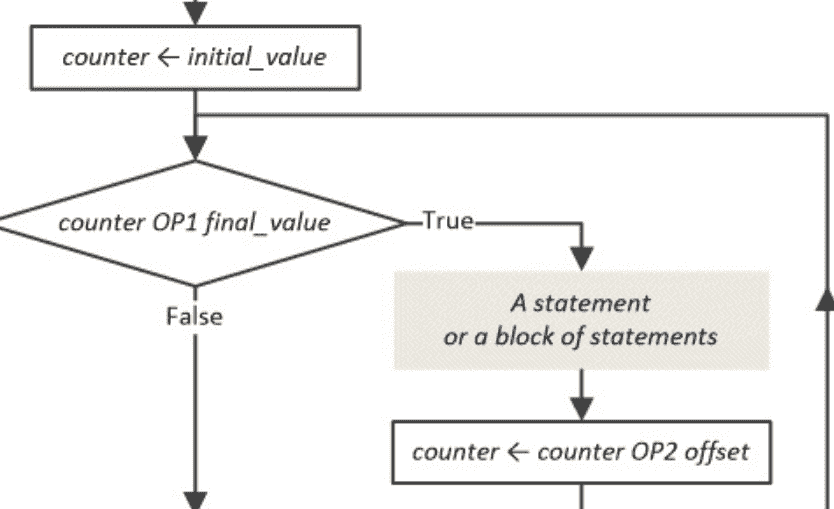 counter ← initial_value
counter OP1 final_value
True
False
A statement
or a block of statements
counter ← counter OP2 offset